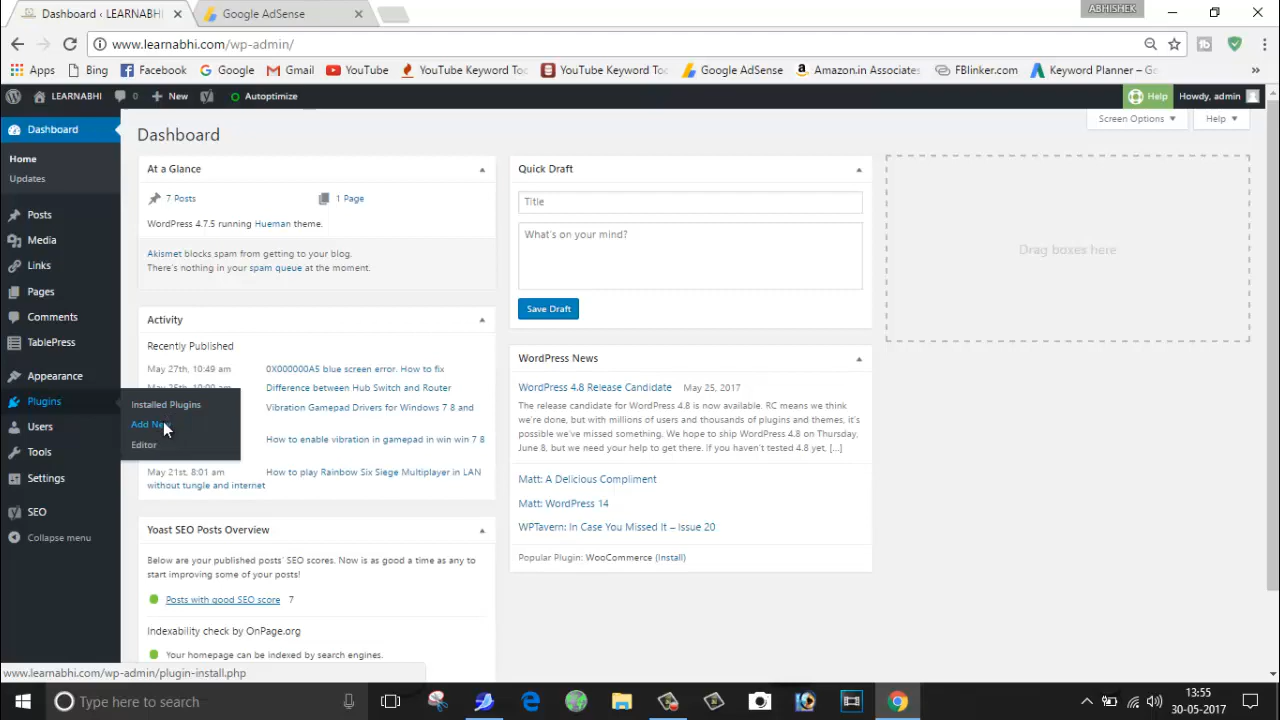 Dashboard ‹ LEARNABHI
Google AdSense
ABHISHEK
www.learnabhi.com/wp-admin/
Apps Bing Facebook Google Gmail YouTube YouTube Keyword Too YouTube Keyword Too Google AdSense Amazon.in Associates FBlinker.com Keyword Planner – Go
LEARNABHI 0 New Autoptimize Help Howdy, admin
Dashboard
Home
Updates
Posts
Media
Links
Pages
Comments
TablePress
Appearance
Plugins
Installed Plugins
Add New
Editor
Users
Tools
Settings
SEO
Collapse menu
Dashboard
Screen Options Help
At a Glance
7 Posts 1 Page
WordPress 4.7.5 running Hueman theme.
Akismet blocks spam from getting to your blog.
There's nothing in your spam queue at the moment.
Activity
Recently Published
May 27th, 10:49 am 0X000000A5 blue screen error. How to fix
Difference between Hub Switch and Router
Vibration Gamepad Drivers for Windows 7 8 and
How to enable vibration in gamepad in win win 7 8
May 21st, 8:01 am How to play Rainbow Six Siege Multiplayer in LAN
without tungle and internet
Yoast SEO Posts Overview
Below are your published posts' SEO scores. Now is as good a time as any to
start improving some of your posts!
Posts with good SEO score 7
Indexability check by OnPage.org
Your homepage can be indexed by search engines.
Quick Draft
Title
What's on your mind?
Save Draft
WordPress News
WordPress 4.8 Release Candidate May 25, 2017
The release candidate for WordPress 4.8 is now available. RC means we think
we're done, but with millions of users and thousands of plugins and themes, it's
possible we've missed something. We hope to ship WordPress 4.8 on Thursday,
June 8, but we need your help to get there. If you haven't tested 4.8 yet, [...]
Matt: A Delicious Compliment
Matt: WordPress 14
WPTavern: In Case You Missed It – Issue 20
Popular Plugin: WooCommerce (Install)
Drag boxes here
www.learnabhi.com/wp-admin/plugin-install.php
Type here to search
13:55
30-05-2017